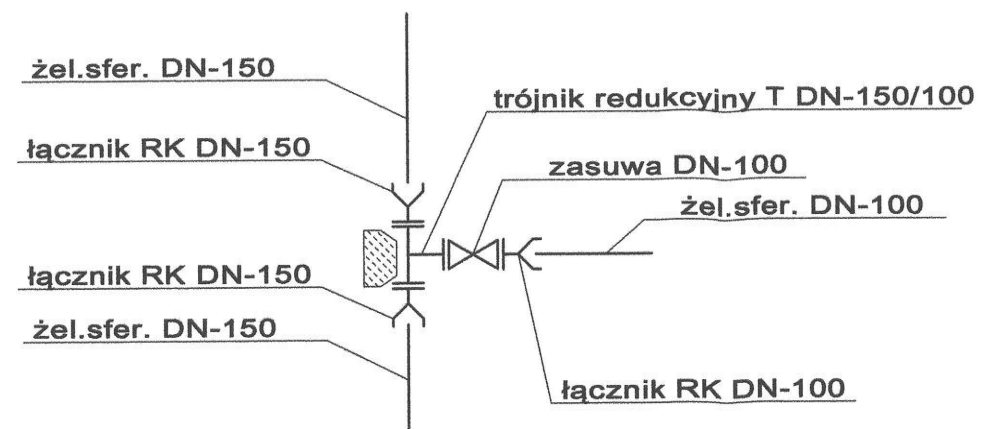 żel.sfer. DN-150
trójnik redukcyjny T DN-150/100
łącznik RK DN-150
zasuwa DN-100
żel.sfer. DN-100
łącznik RK DN-150
żel.sfer. DN-150
łącznik RK DN-100